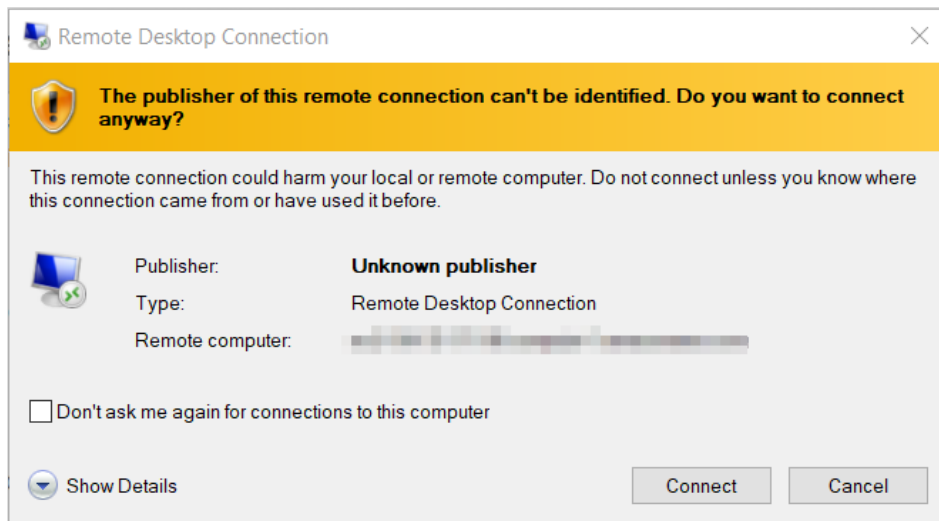 Remote Desktop Connection
The publisher of this remote connection can't be identified. Do you want to connect
anyway?
This remote connection could harm your local or remote computer. Do not connect unless you know where
this connection came from or have used it before.
Publisher: Unknown publisher
Type: Remote Desktop Connection
Remote computer:
Don't ask me again for connections to this computer
Show Details Connect Cancel